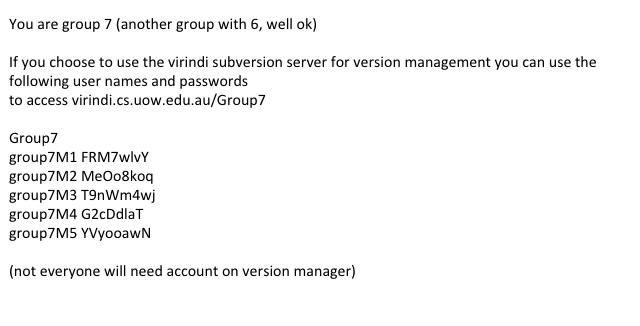 You are group 7 (another group with 6, well ok)
If you choose to use the virindi subversion server for version management you can use the
following user names and passwords
to access virindi.cs.uow.edu.au/Group7
Group7
group7M1 FRM7wlvY
group7M2 MeOo8koq
group7M3 T9nWm4wj
group7M4 G2cDdlaT
group7M5 YVyooawN
(not everyone will need account on version manager)